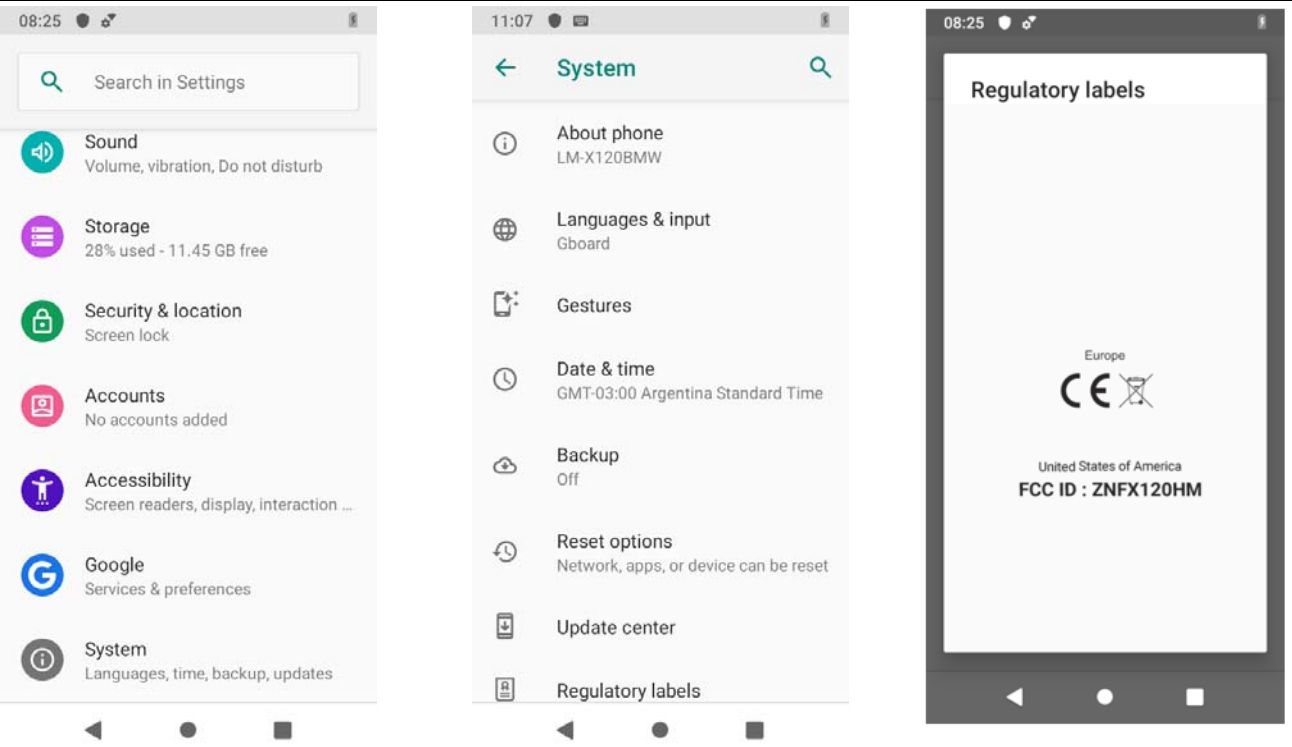 08:25
Search in Settings
Sound
Volume, vibration, Do not disturb
Storage
28% used - 11.45 GB free
Security & location
Screen lock
Accounts
No accounts added
Accessibility
Screen readers, display, interaction ...
Google
Services & preferences
System
Languages, time, backup, updates
11:07
System
About phone
LM-X120BMW
Languages & input
Gboard
Gestures
Date & time
GMT-03:00 Argentina Standard Time
Backup
Off
Reset options
Network, apps, or device can be reset
Update center
Regulatory labels
08:25
Regulatory labels
Europe
CE
United States of America
FCC ID : ZNFX120HM